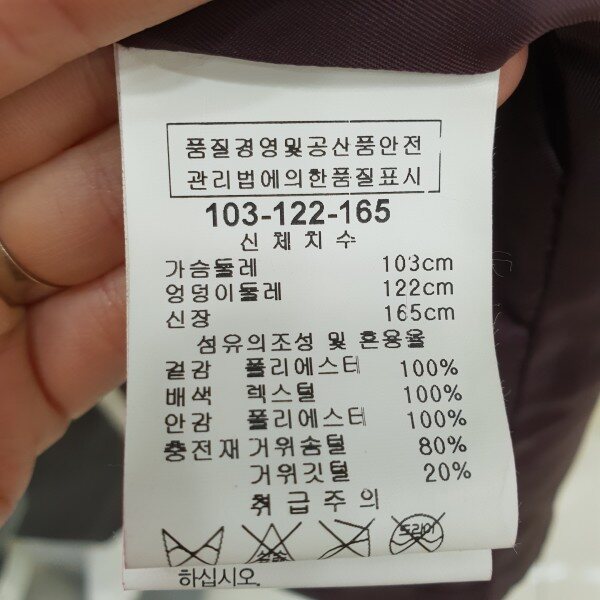 품질경영및공산품안전
관리법에의한품질표시
103-122-165
신체치수
가슴둘레 103cm
엉덩이둘레 122cm
신장 165cm
섬유의조성 및 혼용율
겉감 폴리에스터 100%
배색 렉스털 100%
안감 폴리에스터 100%
충전재 거위솜털 80%
거위깃털 20%
취급주의
드라이
하십시오